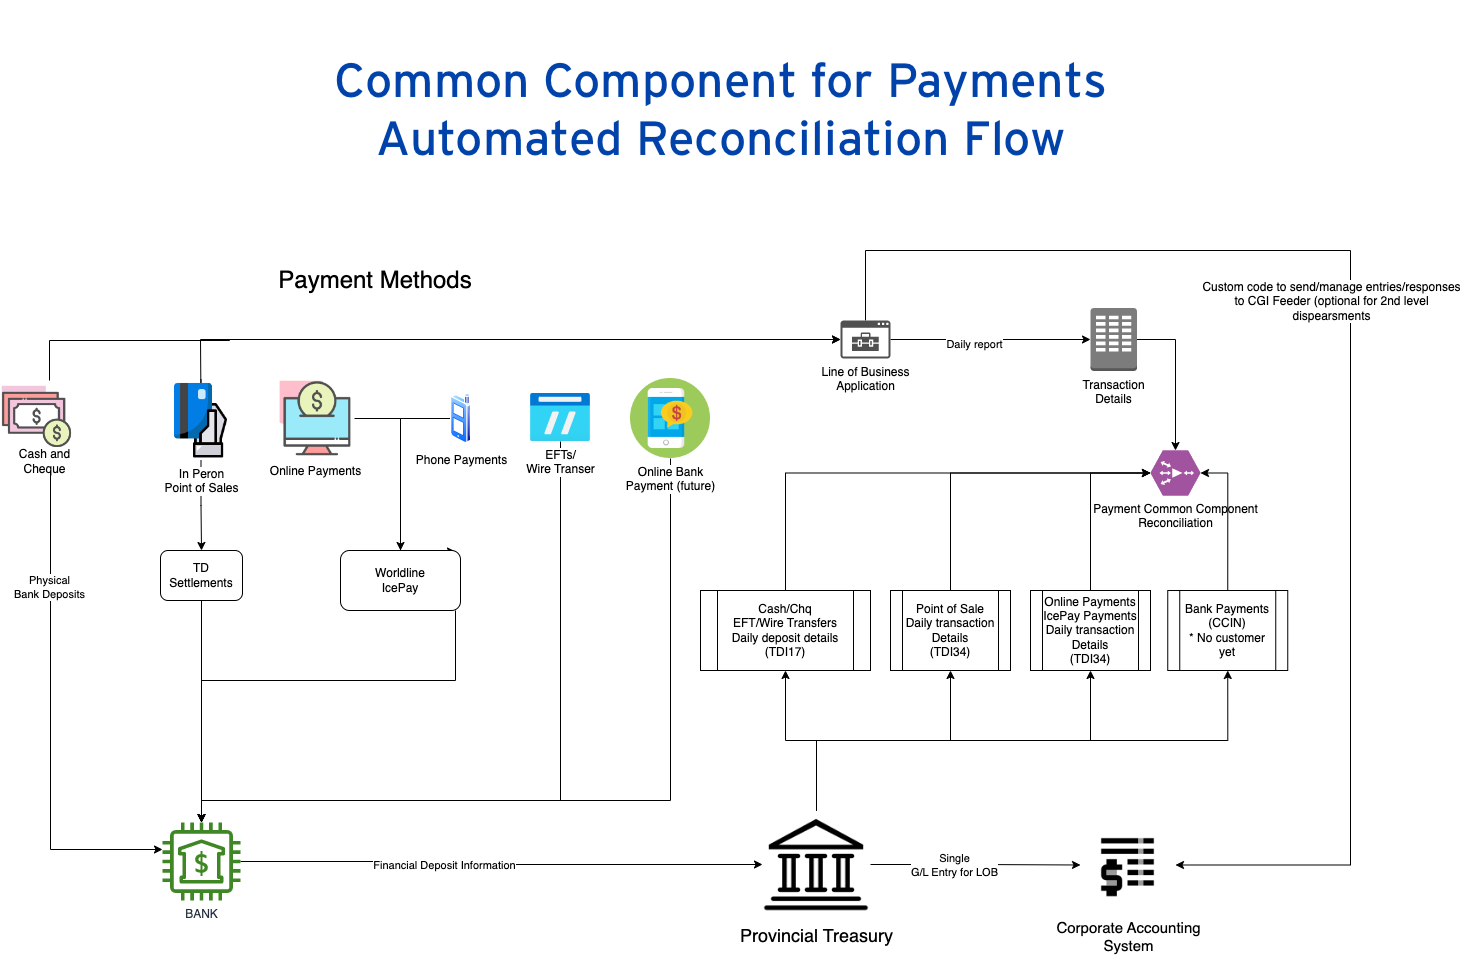 Common Component for Payments
Automated Reconciliation Flow
Payment Methods
Custom code to send/manage entries/responses
to CGI Feeder (optional for 2nd level
dispearsments
Daily report
Line of Business
Application
Transaction
Details
Cash and
Cheque
In Peron
Point of Sales
Online Payments
Phone Payments
EFTs/
Wire Transer
Online Bank
Payment (future)
Payment Common Component
Reconciliation
TD
Settlements
Worldline
IcePay
Physical
Bank Deposits
Cash/Chq
EFT/Wire Transfers
Daily deposit details
(TDI17)
Point of Sale
Daily transaction
Details
(TDI34)
Online Payments
IcePay Payments
Daily transaction
Details
(TDI34)
Bank Payments
(CCIN)
* No customer
yet
Financial Deposit Information
Single
G/L Entry for LOB
BANK
Provincial Treasury
Corporate Accounting
System